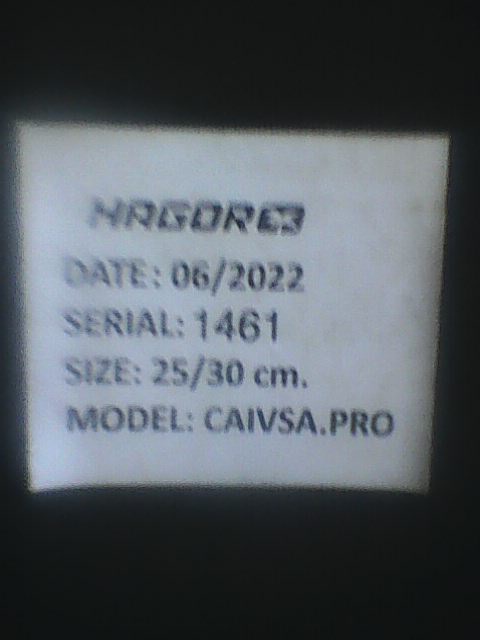 HAGOR
DATE: 06/2022
SERIAL: 1461
SIZE: 25/30 cm.
MODEL: CAIVSA.PRO